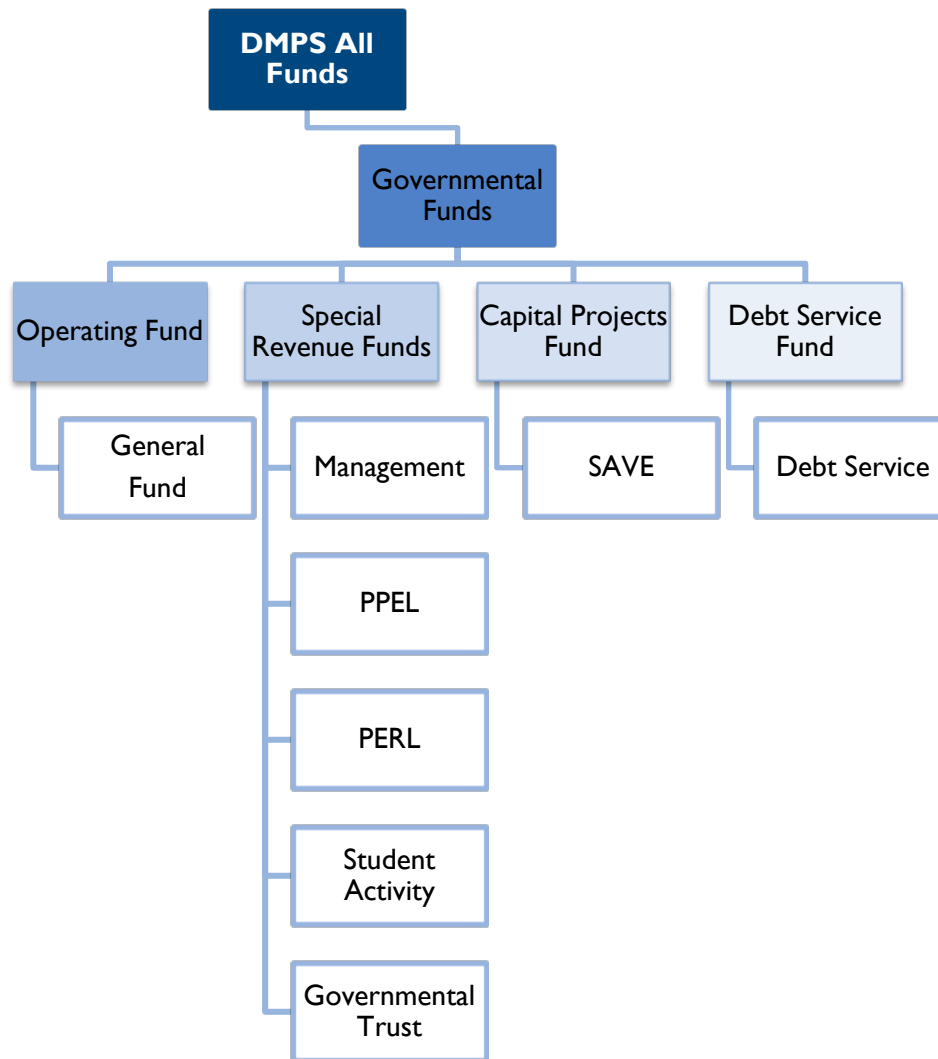 DMPS All
Funds
Governmental
Funds
Operating Fund
Special
Revenue Funds
Capital Projects
Fund
Debt Service
Fund
General
Fund
Management
SAVE
Debt Service
PPEL
PERL
Student
Activity
Governmental
Trust